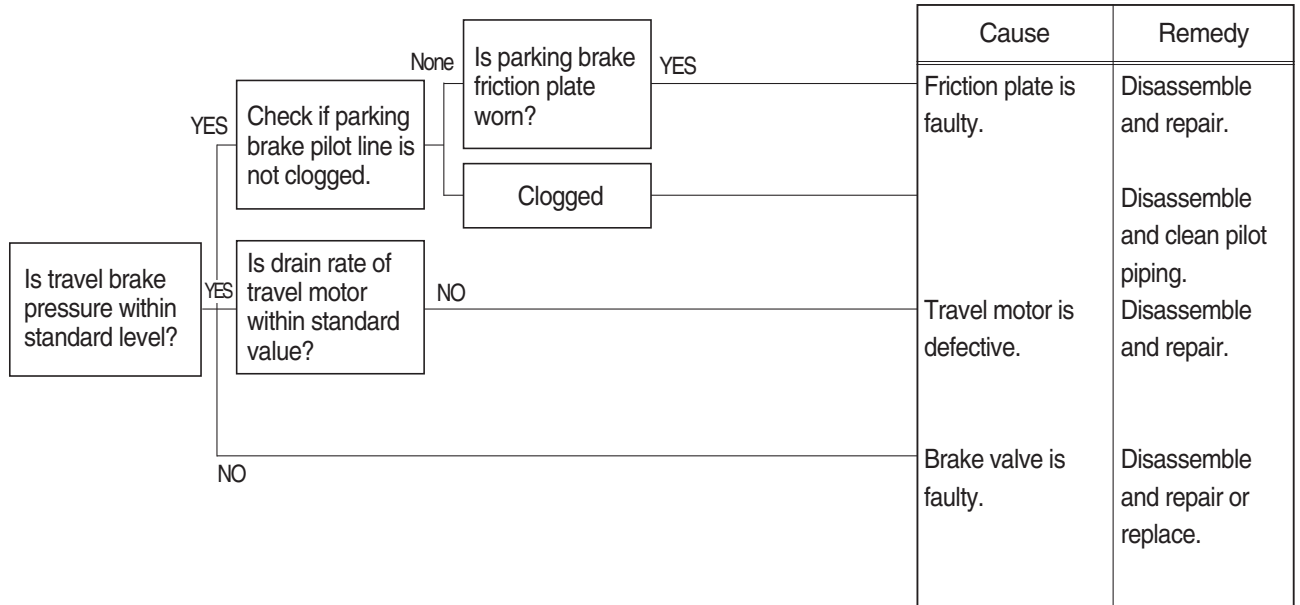 Cause
Remedy
None
Is parking brake
friction plate
worn?
YES
Friction plate is
faulty.
Disassemble
and repair.
YES
Check if parking
brake pilot line is
not clogged.
Clogged
Disassemble
and clean pilot
piping.
Is travel brake
pressure within
standard level?
YES
Is drain rate of
travel motor
within standard
value?
NO
Travel motor is
defective.
Disassemble
and repair.
NO
Brake valve is
faulty.
Disassemble
and repair or
replace.